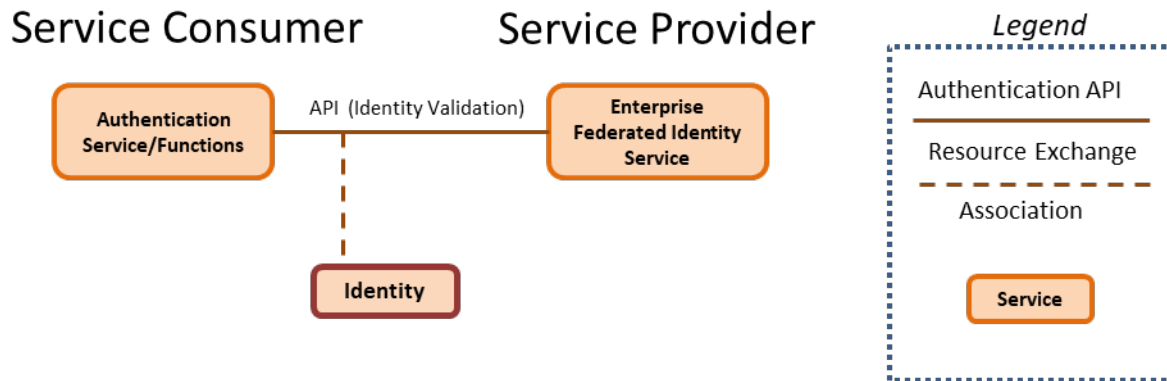 Service Consumer
Service Provider
Legend
Authentication
Service/Functions
API (Identity Validation)
Enterprise
Federated Identity
Service
Identity
Authentication API
Resource Exchange
Association
Service